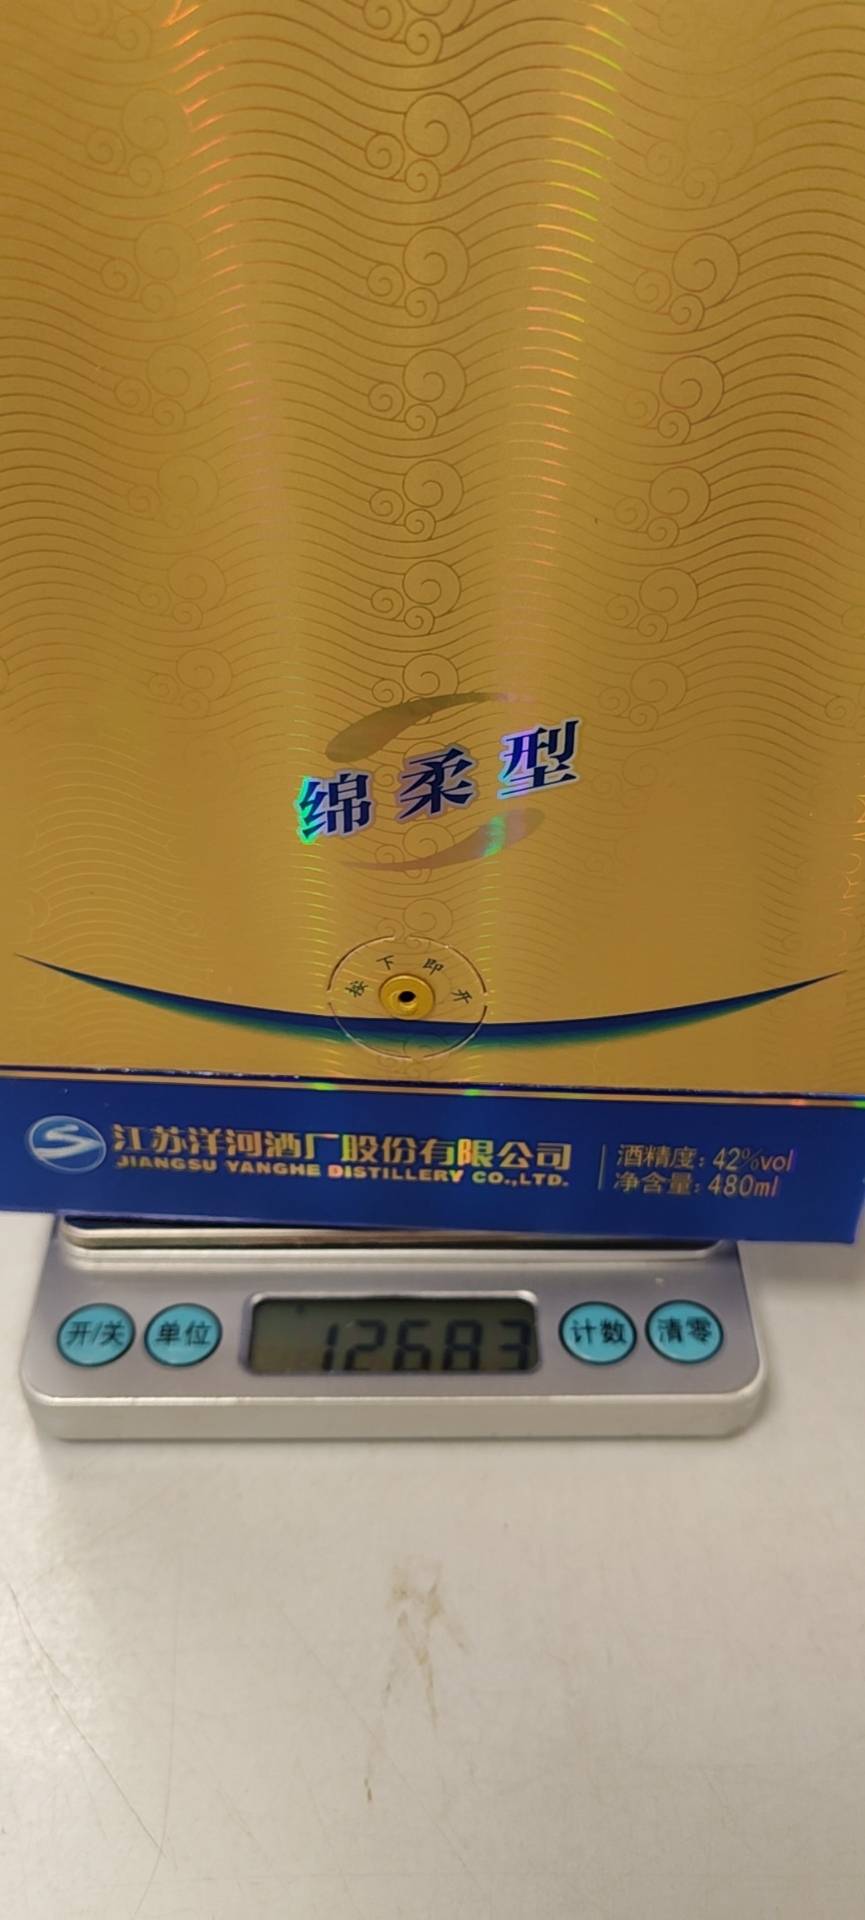 绵柔型
按下即开
江苏洋河酒厂股份有限公司
JIANGSU YANGHE DISTILLERY CO.,LTD.
酒精度:42%vol
净含量:480ml
开/关 单位 12683 计数 清零